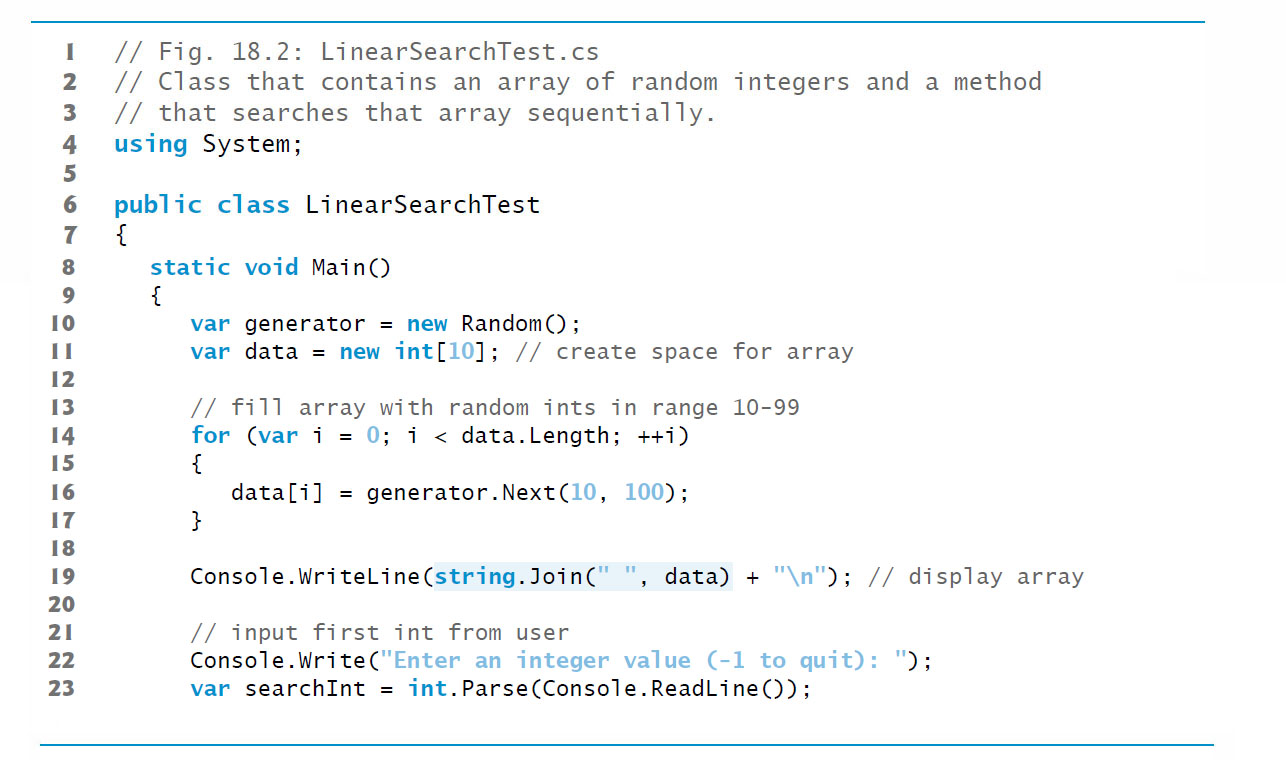 1 // Fig. 18.2: LinearSearchTest.cs
2 // Class that contains an array of random integers and a method
3 // that searches that array sequentially.
4 using System;
5
6 public class LinearSearchTest
7 {
8    static void Main()
9    {
10       var generator = new Random();
11       var data = new int[10]; // create space for array
12
13       // fill array with random ints in range 10-99
14       for (var i = 0; i < data.Length; ++i)
15       {
16          data[i] = generator.Next(10, 100);
17       }
18
19       Console.WriteLine(string.Join(" ", data) + "\n"); // display array
20
21       // input first int from user
22       Console.Write("Enter an integer value (-1 to quit): ");
23       var searchInt = int.Parse(Console.ReadLine());